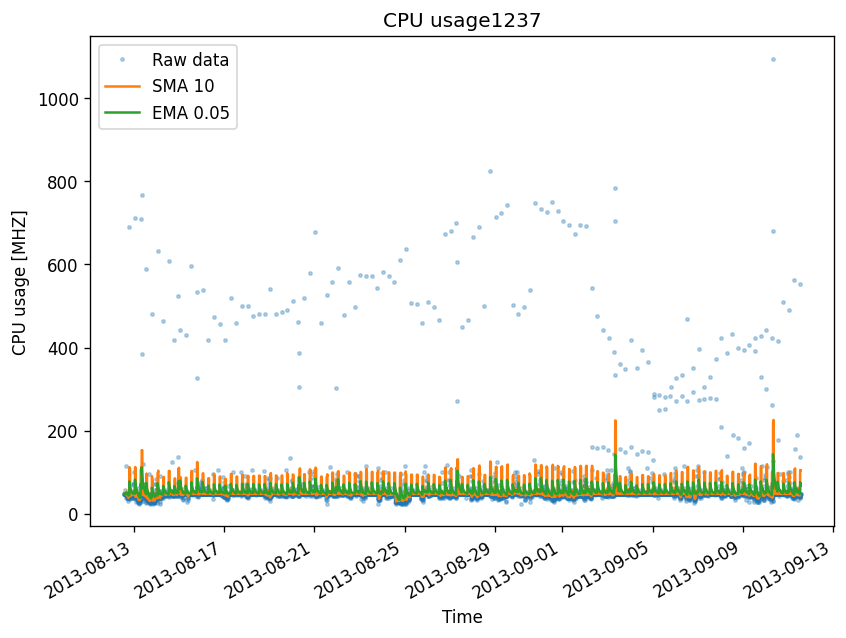 CPU usage1237
Raw data
SMA 10
EMA 0.05
CPU usage [MHZ]
1000
800
600
400
200
0
2013-08-13
2013-08-17
2013-08-21
2013-08-25
2013-08-29
2013-09-01
2013-09-05
2013-09-09
2013-09-13
Time